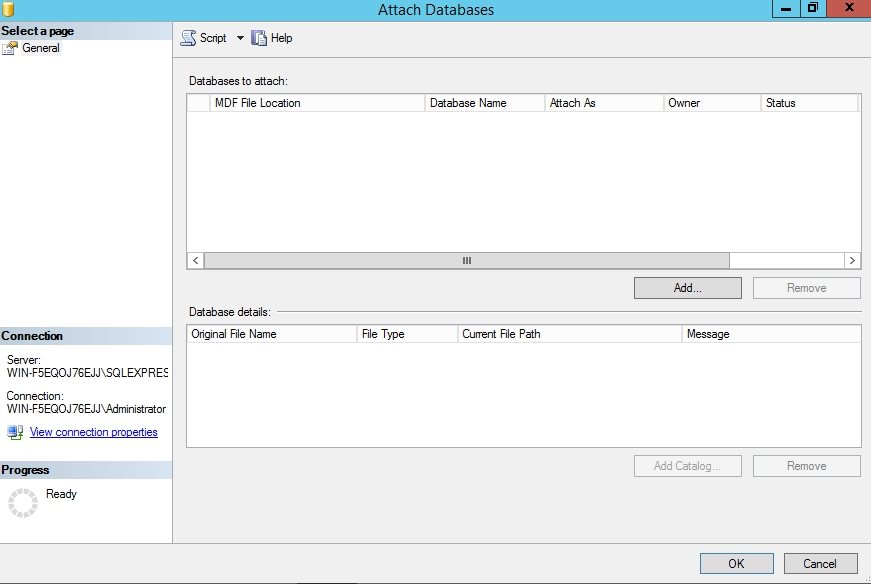 Attach Databases
Select a page
General
Script
Help
Databases to attach:
MDF File Location Database Name Attach As Owner Status
Add... Remove
Database details:
Original File Name File Type Current File Path Message
Connection
Server:
WIN-F5EQOJ76EJJ\SQLEXPRES
Connection:
WIN-F5EQOJ76EJJ\Administrator
View connection properties
Add Catalog... Remove
Progress
Ready
OK Cancel